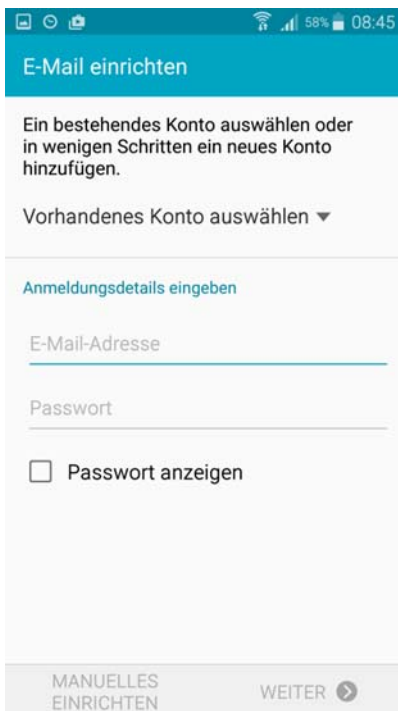 58% 08:45
E-Mail einrichten
Ein bestehendes Konto auswählen oder
in wenigen Schritten ein neues Konto
hinzufügen.
Vorhandenes Konto auswählen
Anmeldungsdetails eingeben
E-Mail-Adresse
Passwort
Passwort anzeigen
MANUELLES
EINRICHTEN
WEITER